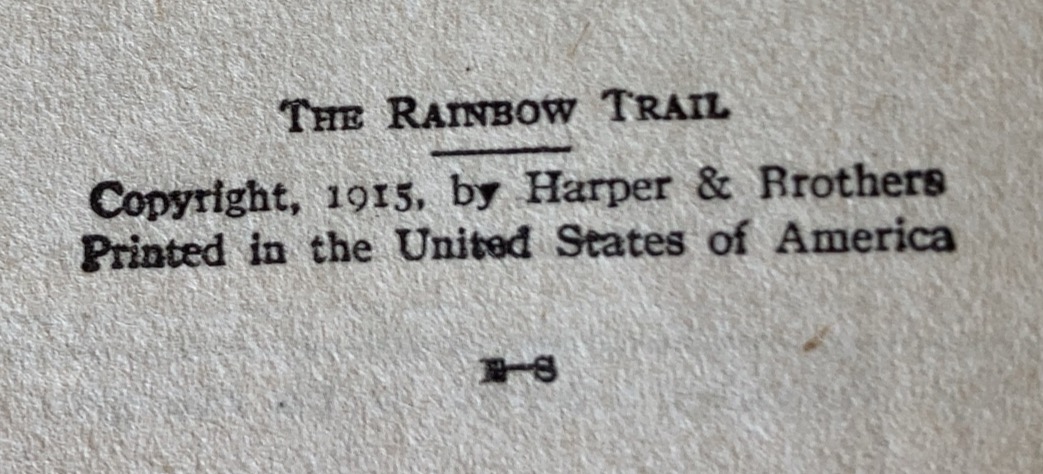 THE RAINBOW TRAIL
Copyright, 1915, by Harper & Brothers
Printed in the United States of America